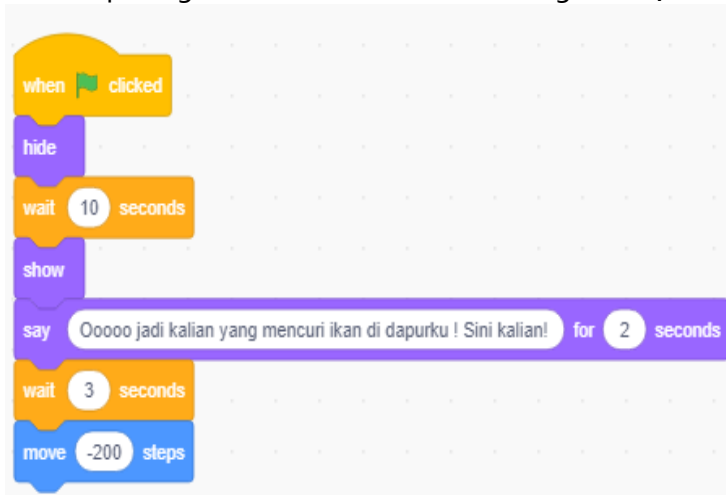 when clicked
hide
wait 10 seconds
show
say Ooooo jadi kalian yang mencuri ikan di dapurku ! Sini kalian! for 2 seconds
wait 3 seconds
move -200 steps